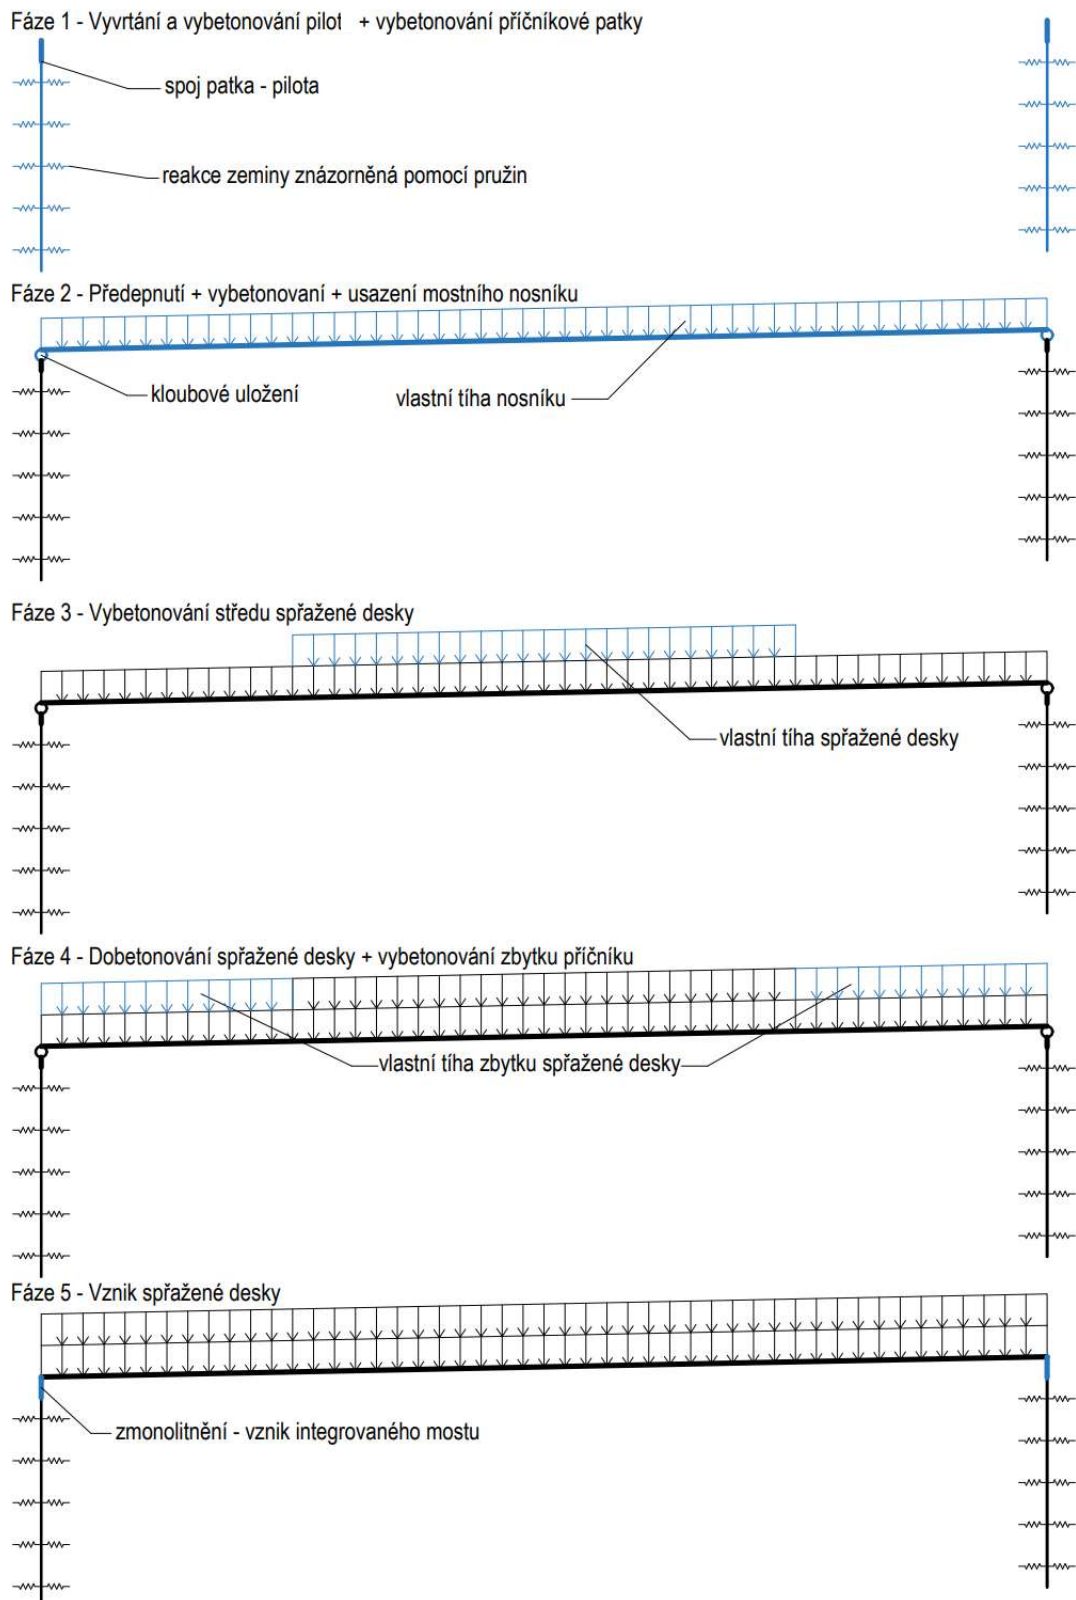 Fáze 1 - Vyvrtání a vybetonování pilot + vybetonování příčníkové patky
spoj patka - pilota
reakce zeminy znázorněná pomocí pružin
Fáze 2 - Předepnutí + vybetonovaní + usazení mostního nosníku
kloubové uložení
vlastní tíha nosníku
Fáze 3 - Vybetonování středu spřažené desky
vlastní tíha spřažené desky
Fáze 4 - Dobetonování spřažené desky + vybetonování zbytku příčníku
vlastní tíha zbytku spřažené desky
Fáze 5 - Vznik spřažené desky
zmonolitnění - vznik integrovaného mostu